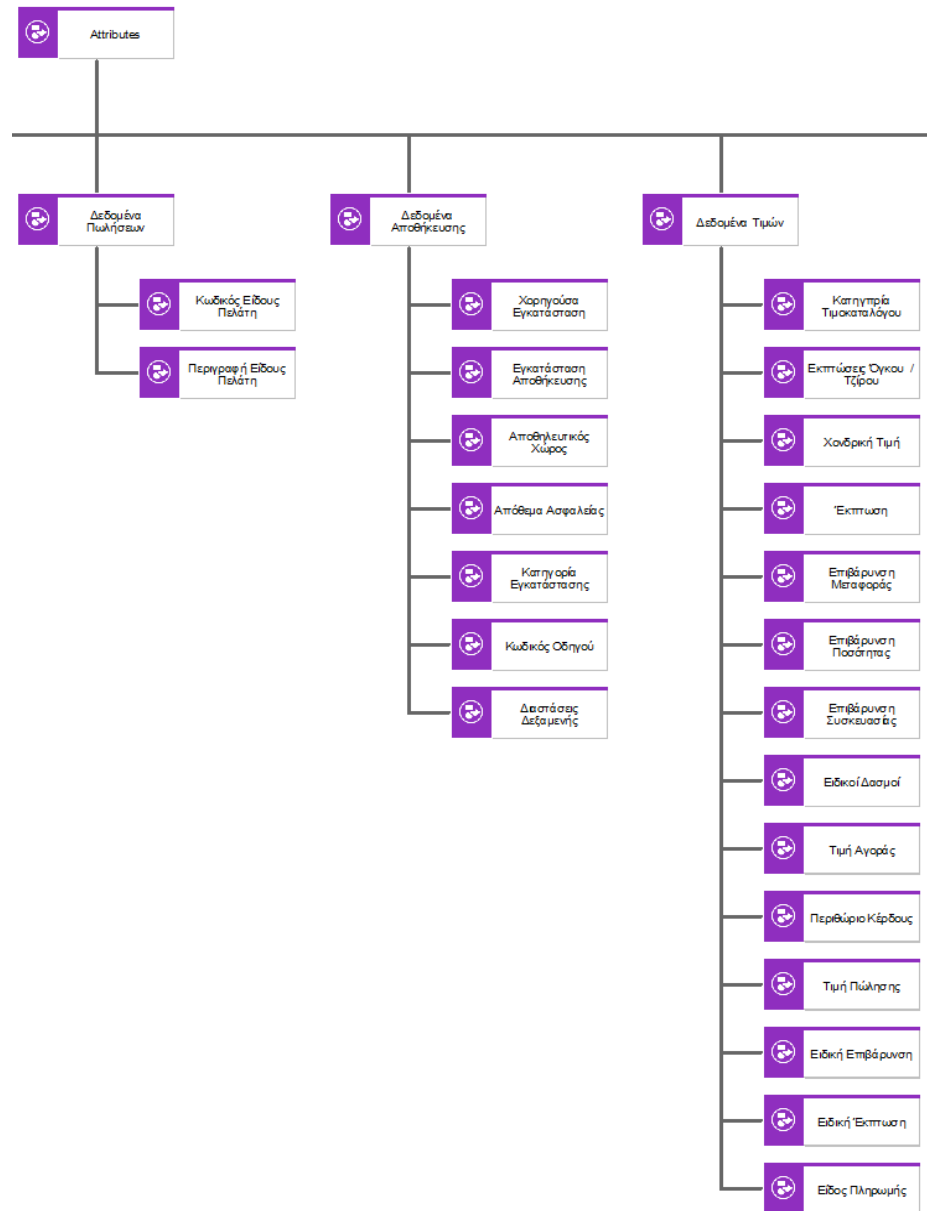 Attributes
Δεδομένα
Πωλήσεων
Κωδικός Είδους
Πελάτη
Περιγραφή Είδους
Πελάτη
Δεδομένα
Αποθήκευσης
Χορηγούσα
Εγκατάσταση
Εγκατάσταση
Αποθήκευσης
Αποθηλευτικός
Χώρος
Απόθεμα Ασφαλείας
Κατηγορία
Εγκατάστασης
Κωδικός Οδηγού
Διαστάσεις
Δεξαμενής
Δεδομένα Τιμών
Κατηγπρία
Τιμοκαταλόγου
Εκπτώσεις Όγκου /
Τζίρου
Χονδρική Τιμή
Έκπτωση
Επιβάρυνση
Μεταφοράς
Επιβάρυνση
Ποσότητας
Επιβάρυνση
Συσκευασίας
Ειδικοί Δασμοί
Τιμή Αγοράς
Περιθώριο Κέρδους
Τιμή Πώλησης
Ειδική Επιβάρυνση
Ειδική Έκπτωση
Είδος Πληρωμής